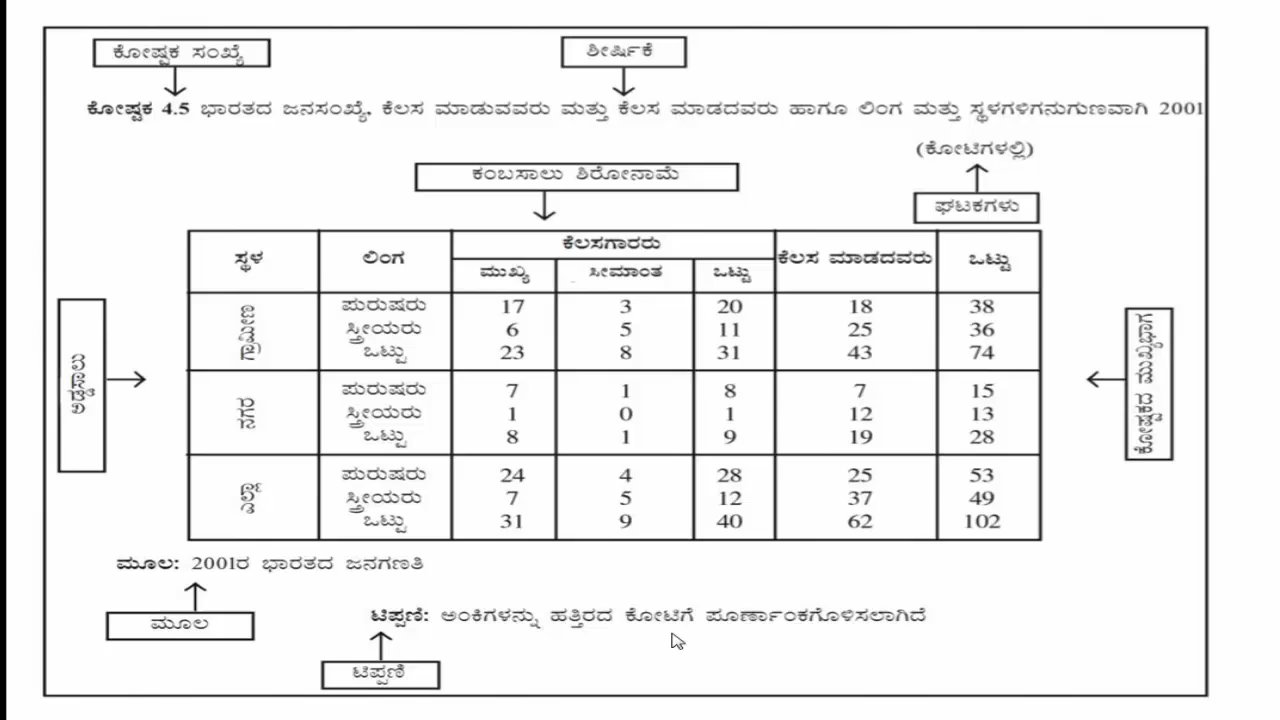 ಕೋಷ್ಟಕ ಸಂಖ್ಯೆ
ಶೀರ್ಷಿಕೆ
ಕೋಷ್ಟಕ 4.5 ಭಾರತದ ಜನಸಂಖ್ಯೆ, ಕೆಲಸ ಮಾಡುವವರು ಮತ್ತು ಕೆಲಸ ಮಾಡದವರು ಹಾಗೂ ಲಿಂಗ ಮತ್ತು ಸ್ಥಳಗಳಿಗನುಗುಣವಾಗಿ 2001
(ಕೋಟಿಗಳಲ್ಲಿ)
ಕಂಬಸಾಲು ಶಿರೋನಾಮೆ
ಘಟಕಗಳು
ಸ್ಥಳ ಲಿಂಗ ಕೆಲಸಗಾರರು ಕೆಲಸ ಮಾಡದವರು ಒಟ್ಟು
ಮುಖ್ಯ ಸೀಮಾಂತ ಒಟ್ಟು
ಅಡ್ಡಸಾಲು
ಗ್ರಾಮೀಣ
ಪುರುಷರು 17 3 20 18 38
ಸ್ತ್ರೀಯರು 6 5 11 25 36
ಒಟ್ಟು 23 8 31 43 74
ನಗರ
ಪುರುಷರು 7 1 8 7 15
ಸ್ತ್ರೀಯರು 1 0 1 12 13
ಒಟ್ಟು 8 1 9 19 28
ಎಲ್ಲಾ
ಪುರುಷರು 24 4 28 25 53
ಸ್ತ್ರೀಯರು 7 5 12 37 49
ಒಟ್ಟು 31 9 40 62 102
ಕೋಷ್ಟಕದ ಮುಖ್ಯಭಾಗ
ಮೂಲ: 2001ರ ಭಾರತದ ಜನಗಣತಿ
ಮೂಲ
ಟಿಪ್ಪಣಿ: ಅಂಕಿಗಳನ್ನು ಹತ್ತಿರದ ಕೋಟಿಗೆ ಪೂರ್ಣಾಂಕಗೊಳಿಸಲಾಗಿದೆ
ಟಿಪ್ಪಣಿ